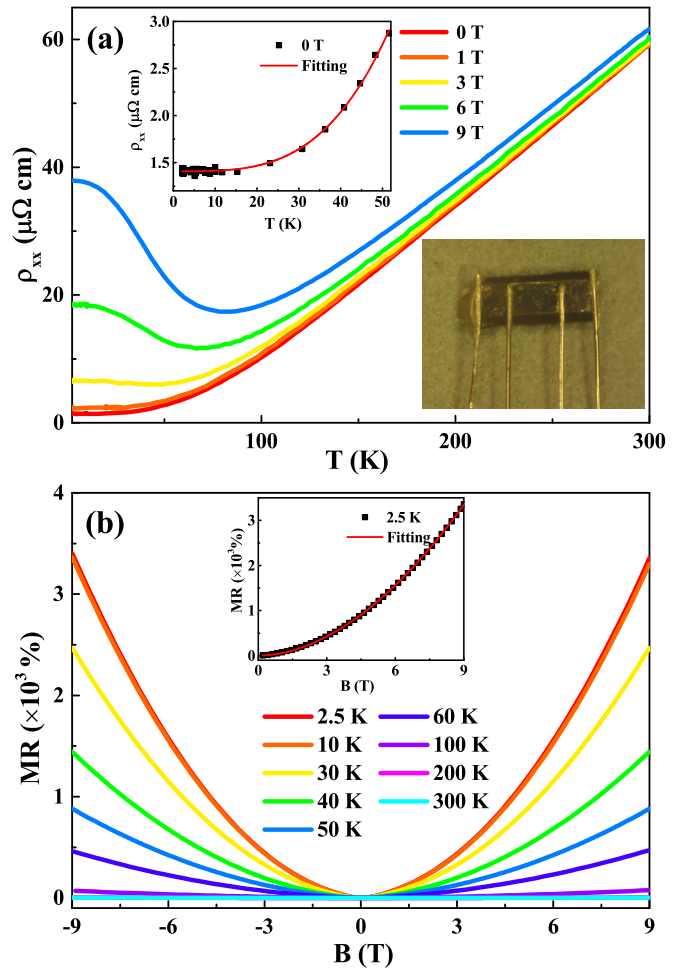 (a)
60
40
20
0
ρxx (μΩ cm)
100
200
300
T (K)
0 T
1 T
3 T
6 T
9 T
3.0
2.5
2.0
1.5
ρxx (μΩ cm)
0 T
Fitting
0 10 20 30 40 50
T (K)
(b)
4
3
2
1
0
MR (×10³ %)
-9 -6 -3 0 3 6 9
B (T)
3
2
1
0
MR (×10³%)
2.5 K
Fitting
0 3 6 9
B (T)
2.5 K
10 K
30 K
40 K
50 K
60 K
100 K
200 K
300 K